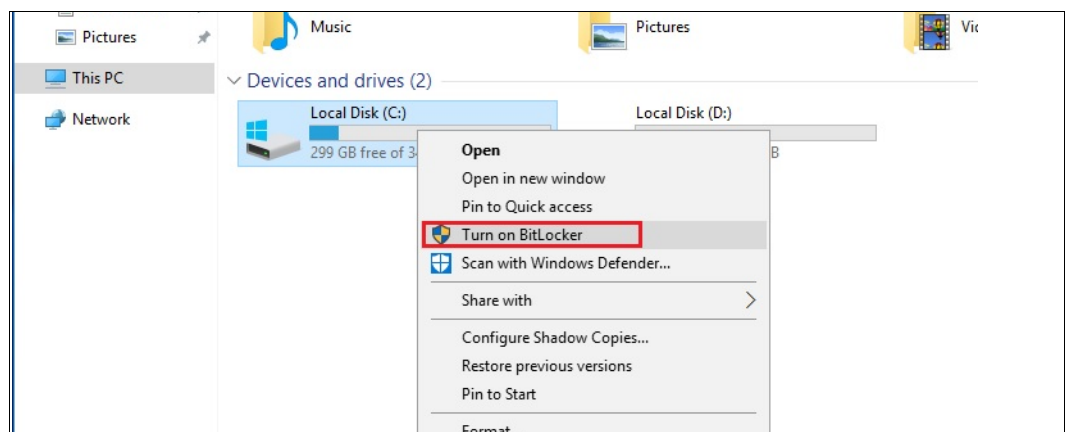 Music
Pictures
Pictures
This PC
Devices and drives (2)
Network
Local Disk (C:)
Local Disk (D:)
299 GB free of
B
Open
Open in new window
Pin to Quick access
Turn on BitLocker
Scan with Windows Defender...
Share with
Configure Shadow Copies...
Restore previous versions
Pin to Start
Format...